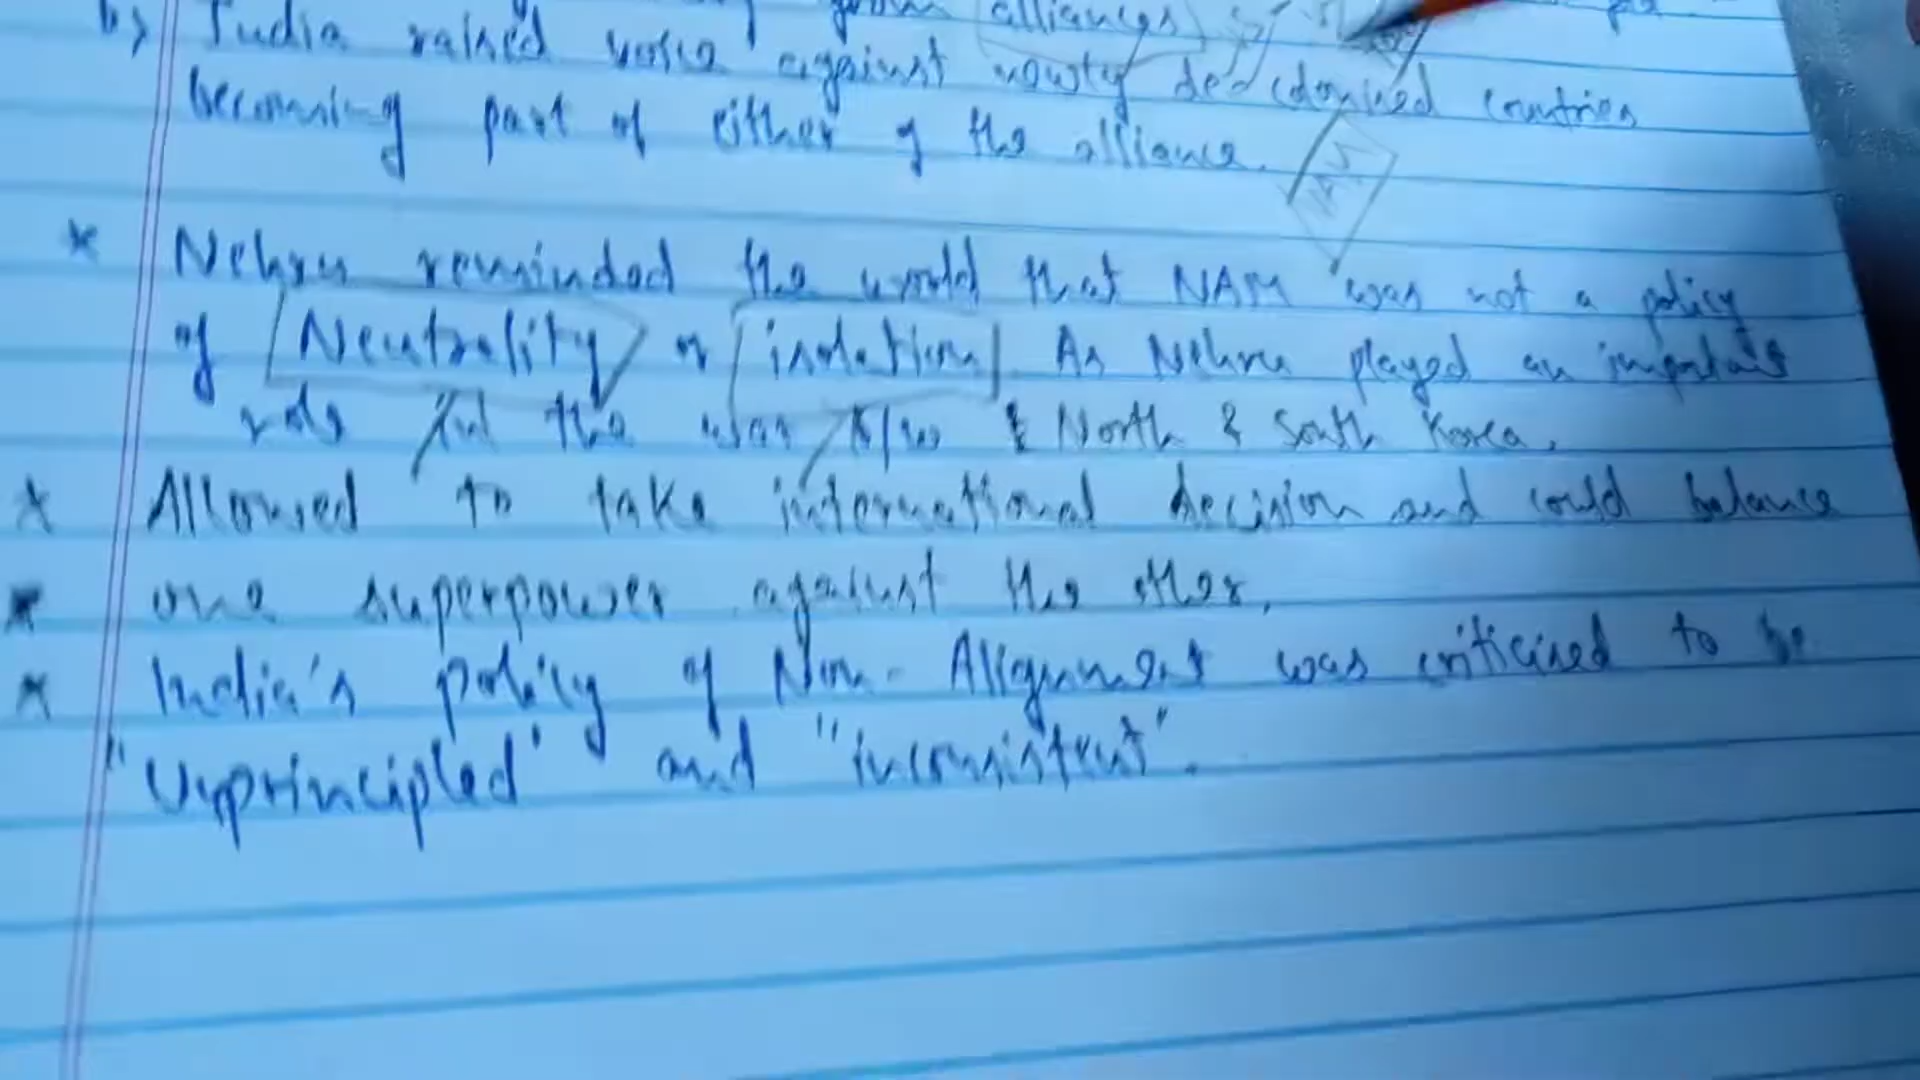 from alliances
b) India raised voice against newly decolonised countries
becoming part of either of the alliance.
NAM
* Nehru reminded the world that NAM was not a policy
of Neutrality or isolation. As Nehru played an important
role in the war b/w North & South Korea.
* Allowed to take international decision and could balance
* one superpower against the other.
* India's policy of Non-Alignment was criticised to be
"Unprincipled" and "inconsistent".